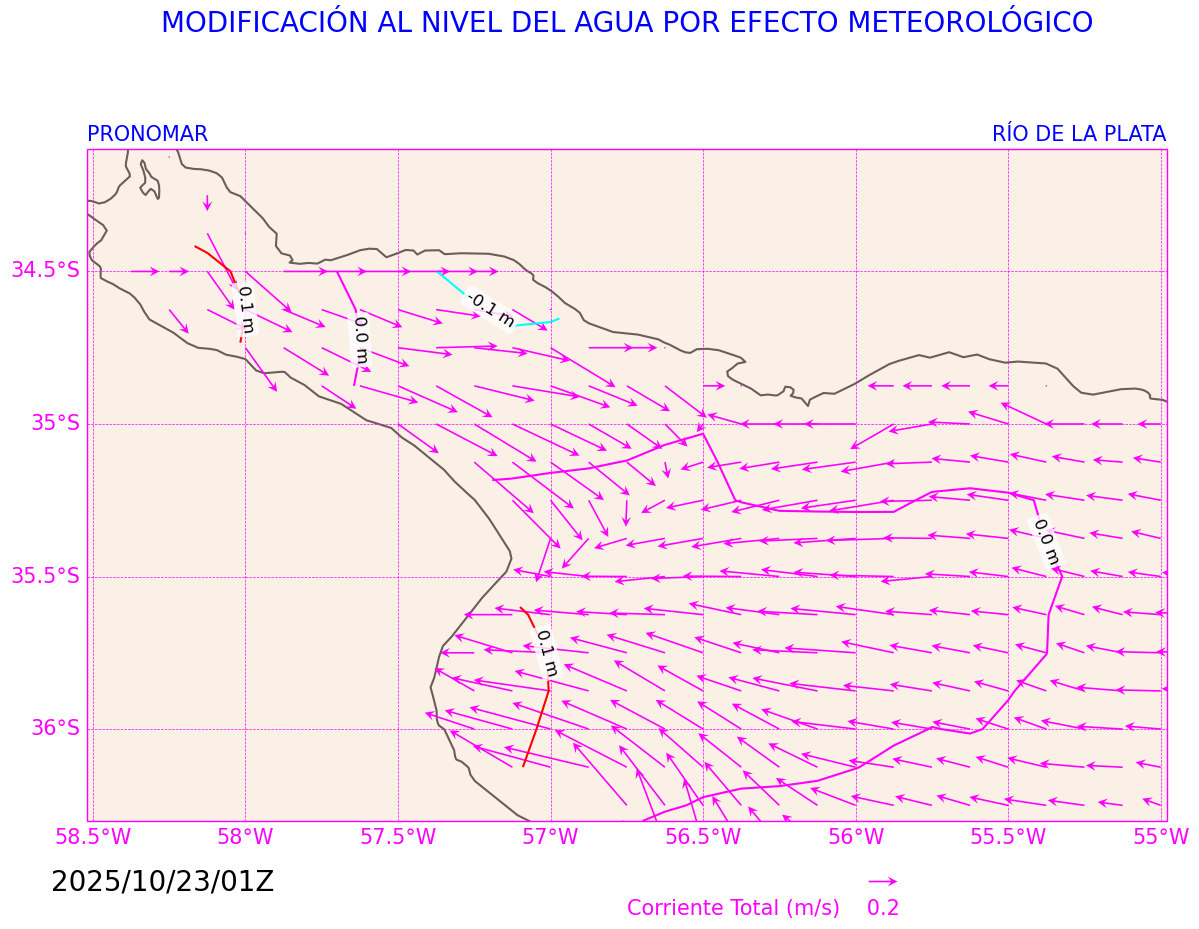 MODIFICACIÓN AL NIVEL DEL AGUA POR EFECTO METEOROLÓGICO
PRONOMAR
RÍO DE LA PLATA
34.5°S
0.1 m
-0.1 m
0.0 m
35°S
0.0 m
35.5°S
0.1 m
36°S
58.5°W
58°W
57.5°W
57°W
56.5°W
56°W
55.5°W
55°W
2025/10/23/01Z
Corriente Total (m/s)
0.2